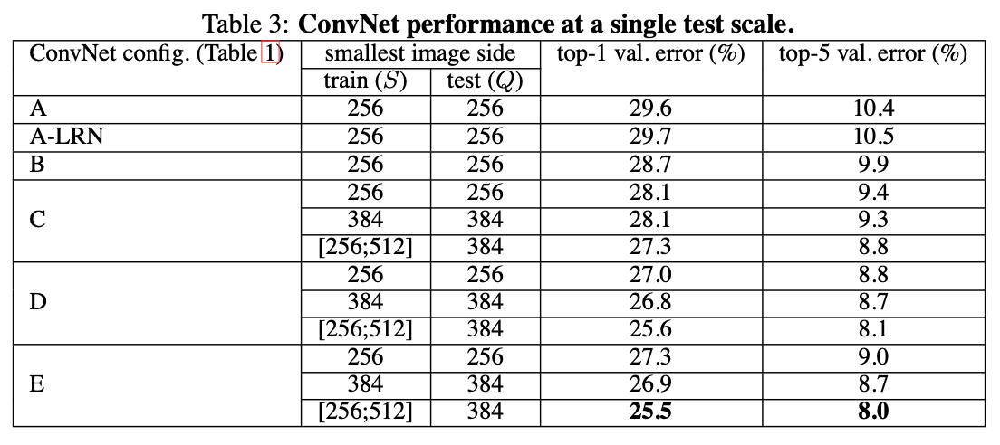 Table 3: ConvNet performance at a single test scale.
ConvNet config. (Table 1) smallest image side top-1 val. error (%) top-5 val. error (%)
train (S) test (Q)
A 256 256 29.6 10.4
A-LRN 256 256 29.7 10.5
B 256 256 28.7 9.9
256 256 28.1 9.4
C 384 384 28.1 9.3
[256;512] 384 27.3 8.8
256 256 27.0 8.8
D 384 384 26.8 8.7
[256;512] 384 25.6 8.1
256 256 27.3 9.0
E 384 384 26.9 8.7
[256;512] 384 25.5 8.0